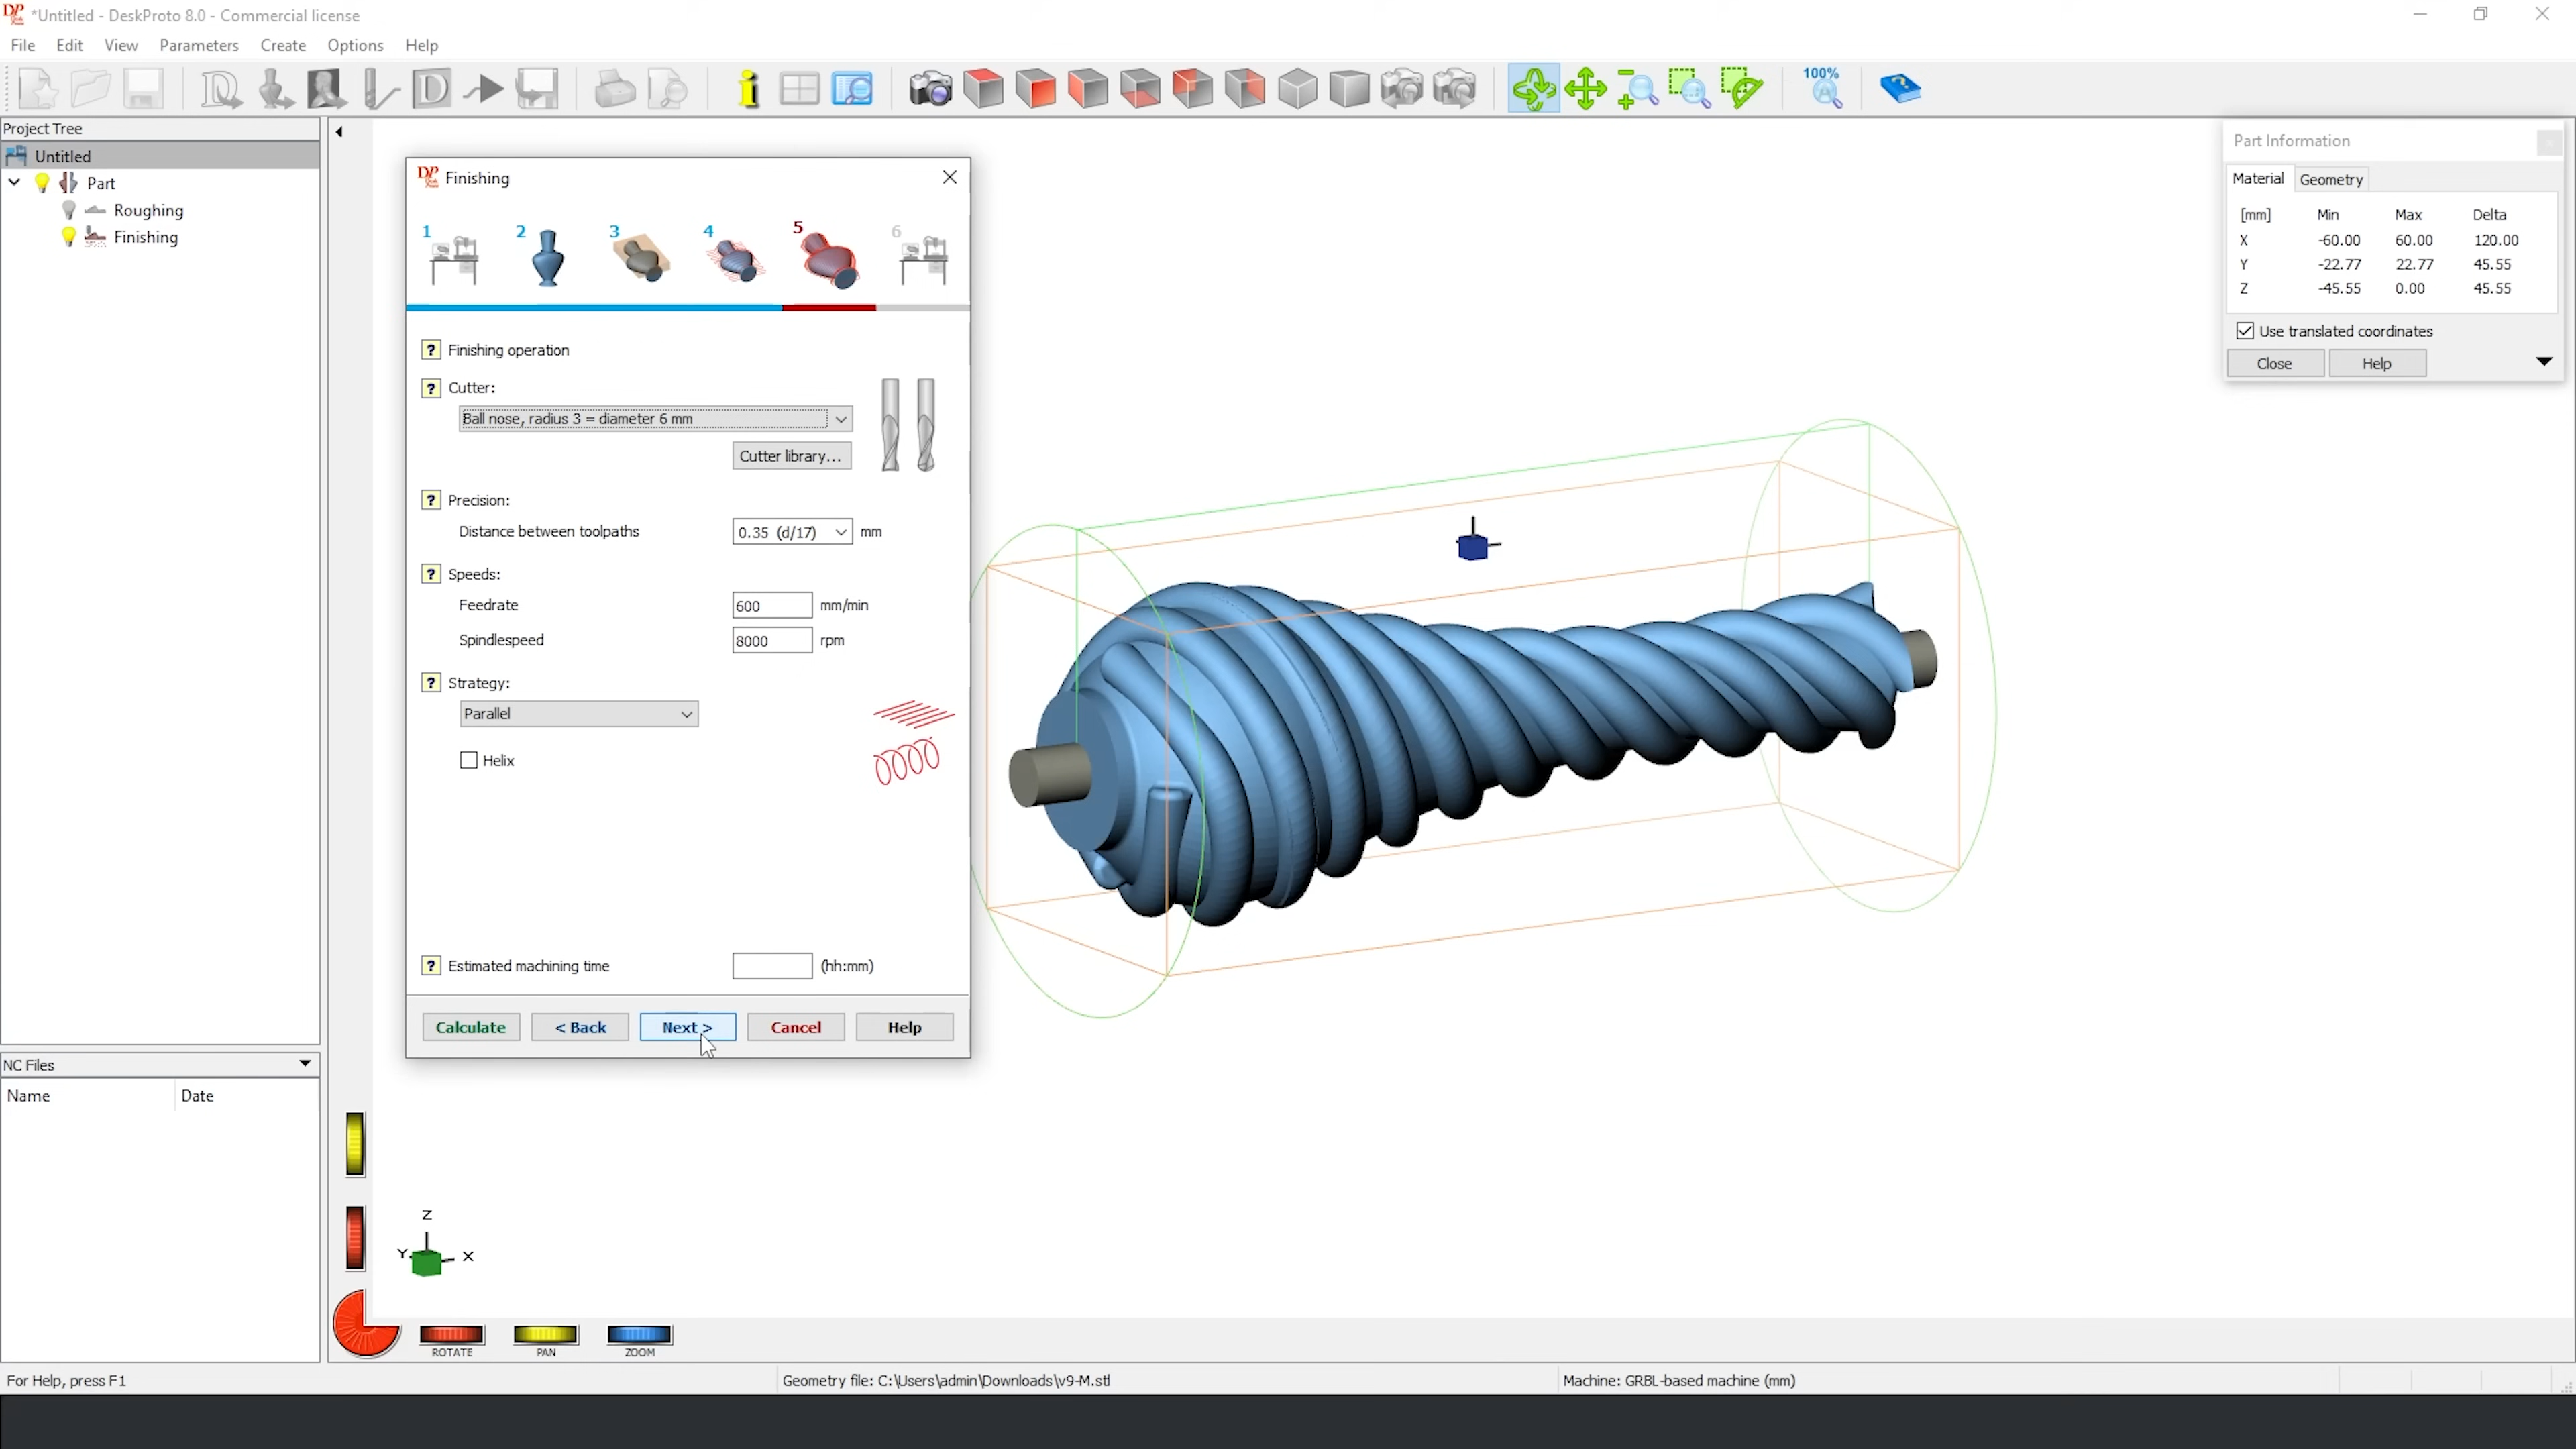 *Untitled - DeskProto 8.0 - Commercial license
File Edit View Parameters Create Options Help
100%
Project Tree
Untitled
Part
Roughing
Finishing
Finishing
1 2 3 4 5 6
? Finishing operation
? Cutter:
Ball nose, radius 3 = diameter 6 mm
Cutter library...
? Precision:
Distance between toolpaths 0.35 (d/17) mm
? Speeds:
Feedrate 600 mm/min
Spindlespeed 8000 rpm
? Strategy:
Parallel
Helix
? Estimated machining time (hh:mm)
Calculate < Back Next > Cancel Help
Part Information
Material Geometry
[mm] Min Max Delta
X -60.00 60.00 120.00
Y -22.77 22.77 45.55
Z -45.55 0.00 45.55
Use translated coordinates
Close Help
NC Files
Name Date
Z
Y X
ROTATE PAN ZOOM
For Help, press F1 Geometry file: C:\Users\admin\Downloads\v9-M.stl Machine: GRBL-based machine (mm)